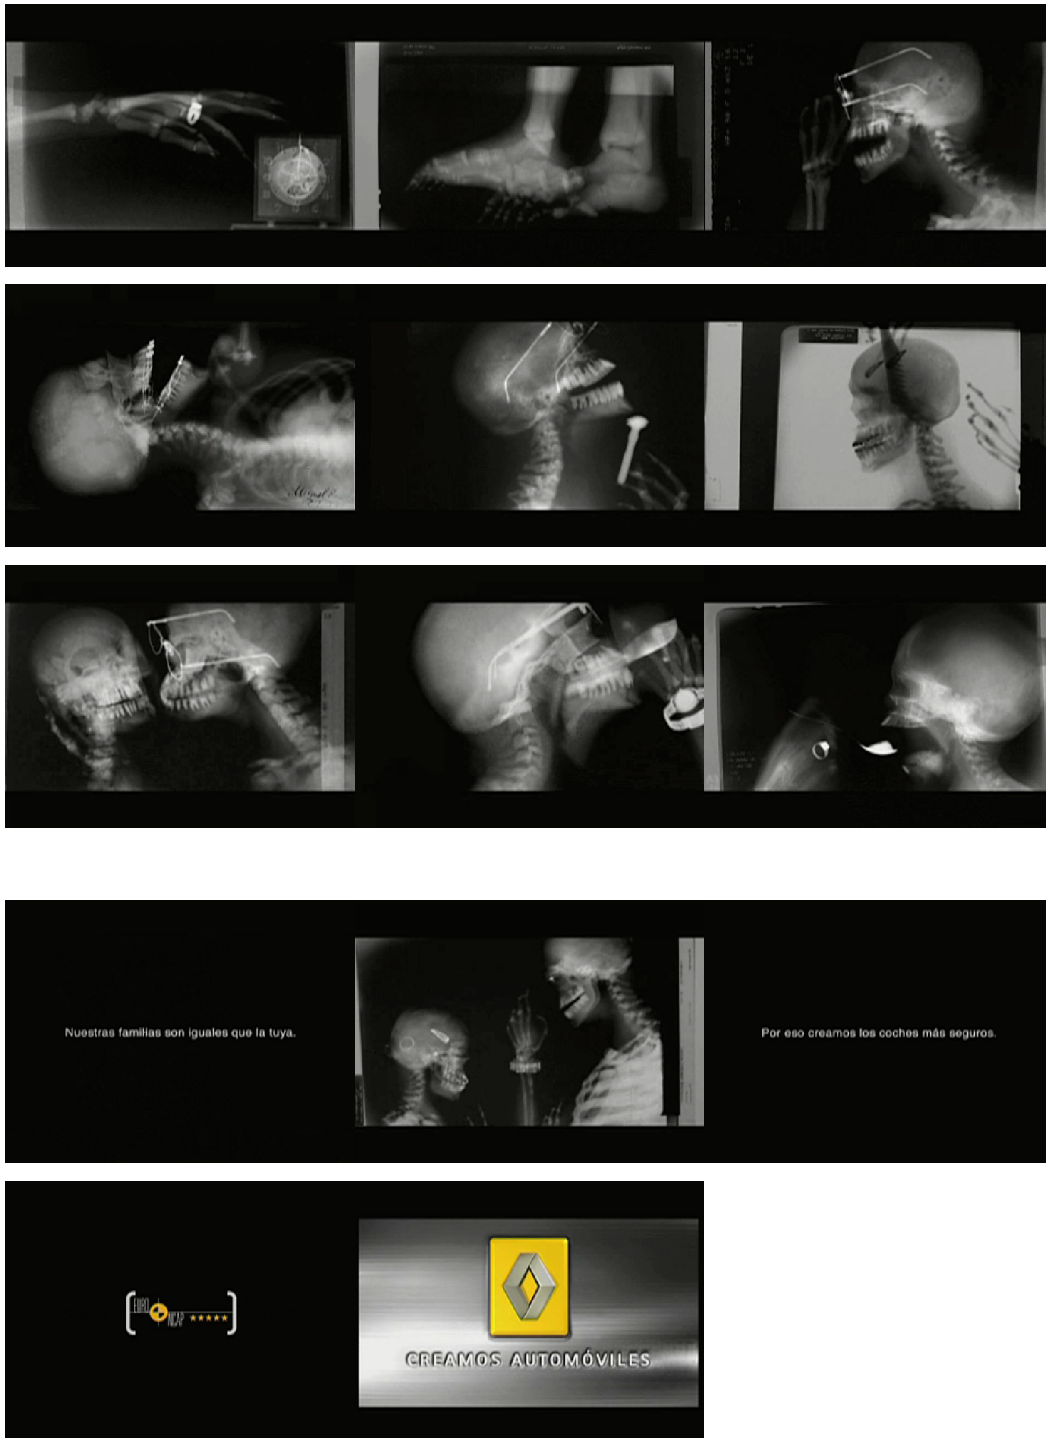 Nuestras familias son iguales que la tuya.
Por eso creamos los coches más seguros.
EURO
NCAP
CREAMOS AUTOMÓVILES